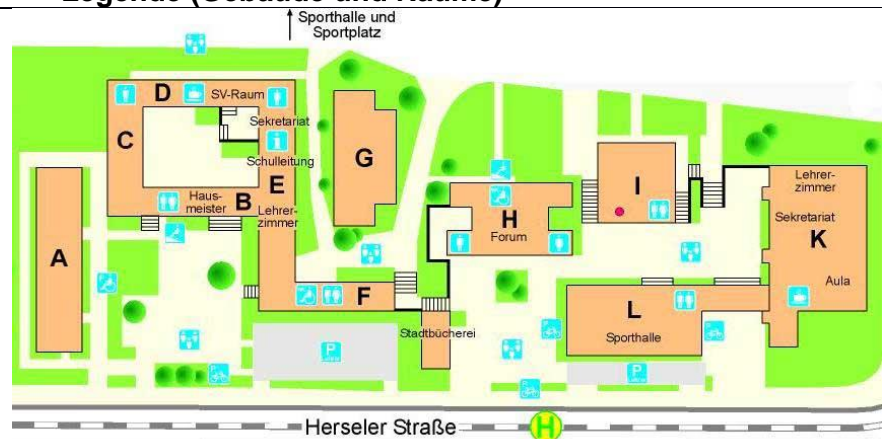 Legende (Gebäude und Räume)
Sporthalle und
Sportplatz
D
SV-Raum
C
Sekretariat
Schulleitung
E
G
Haus-
meister
B
Lehrer-
zimmer
A
F
Stadtbücherei
H
Forum
I
Lehrer-
zimmer
Sekretariat
K
Aula
L
Sporthalle
P
P
P
P
P
P
Herseler Straße
H